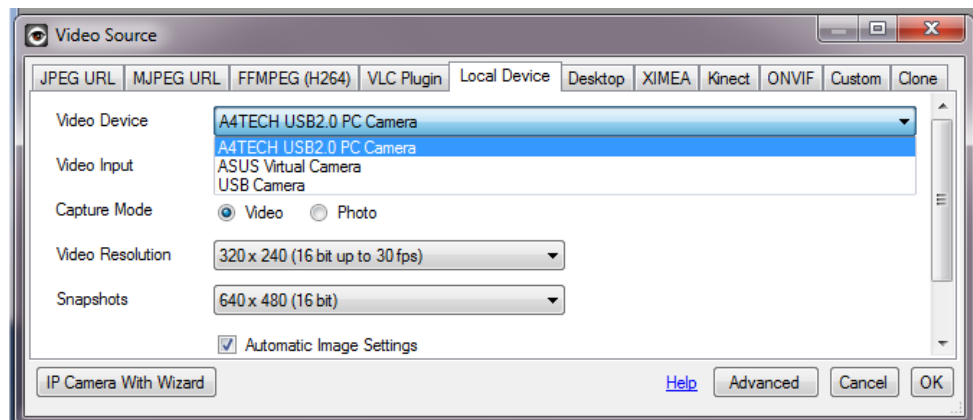 Video Source
JPEG URL MJPEG URL FFMPEG (H264) VLC Plugin Local Device Desktop XIMEA Kinect ONVIF Custom Clone
Video Device A4TECH USB2.0 PC Camera
A4TECH USB2.0 PC Camera
Video Input ASUS Virtual Camera
USB Camera
Capture Mode Video Photo
Video Resolution 320 x 240 (16 bit up to 30 fps)
Snapshots 640 x 480 (16 bit)
Automatic Image Settings
IP Camera With Wizard Help Advanced Cancel OK